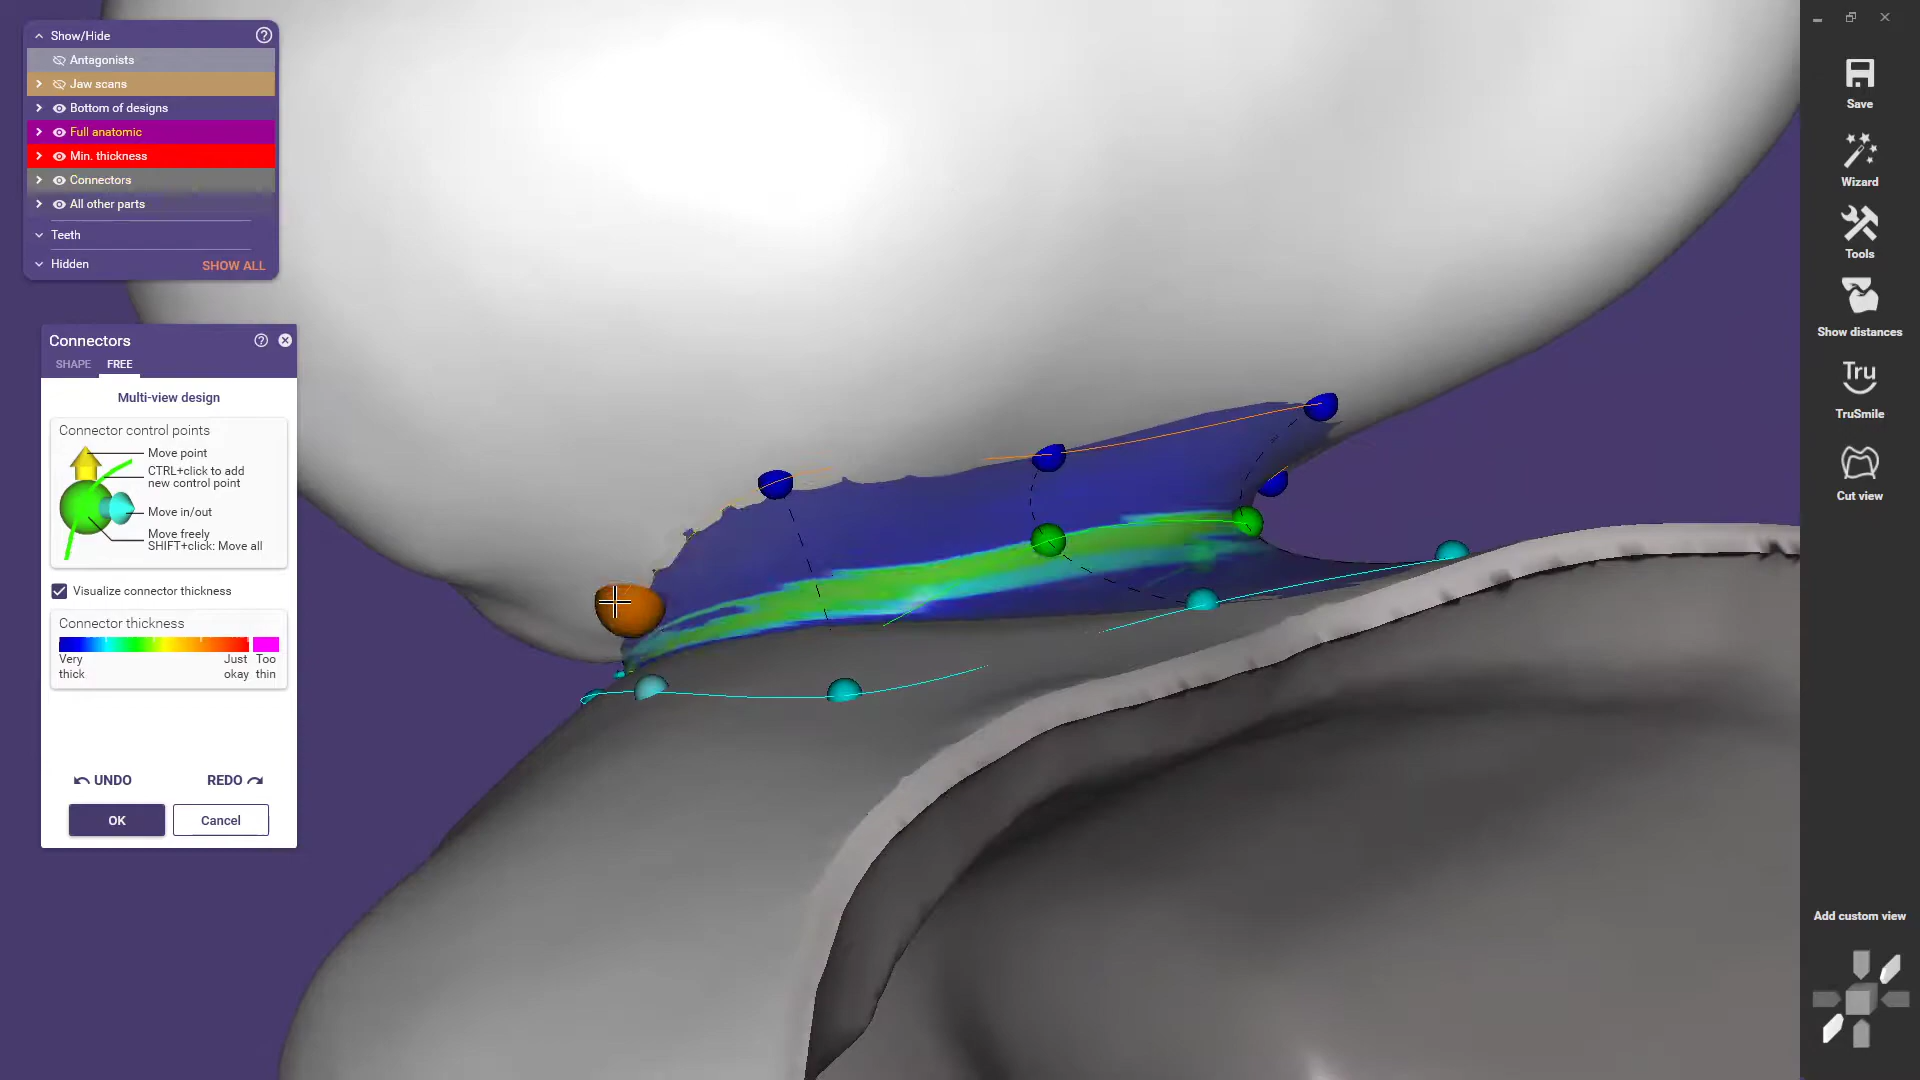 Show/Hide
Antagonists
Jaw scans
Bottom of designs
Full anatomic
Min. thickness
Connectors
All other parts
Teeth
Hidden
SHOW ALL
Connectors
SHAPE FREE
Multi-view design
Connector control points
Move point
CTRL+click to add
new control point
Move in/out
Move freely
SHIFT+click: Move all
Visualize connector thickness
Connector thickness
Very thick
Just okay
Too thin
UNDO
REDO
OK
Cancel
Save
Wizard
Tools
Show distances
Tru
TruSmile
Cut view
Add custom view